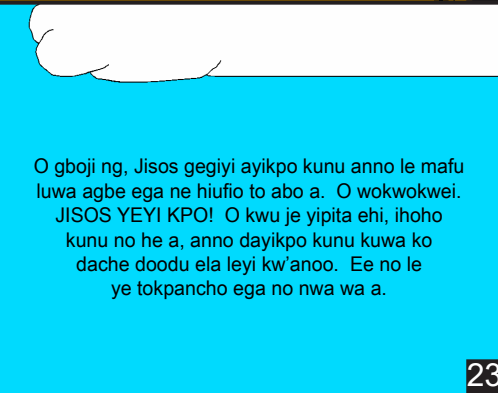 O gboji ng, Jisos gegiyi ayikpo kunu anno le mafu
luwa agbe ega ne hiufio to abo a.  O wokwokwei.
JISOS YEYI KPO!  O kwu je yipita ehi, ihoho
kunu no he a, anno dayikpo kunu kuwa ko
dache doodu ela leyi kw'anoo.  Ee no le
ye tokpancho ega no nwa wa a.
23